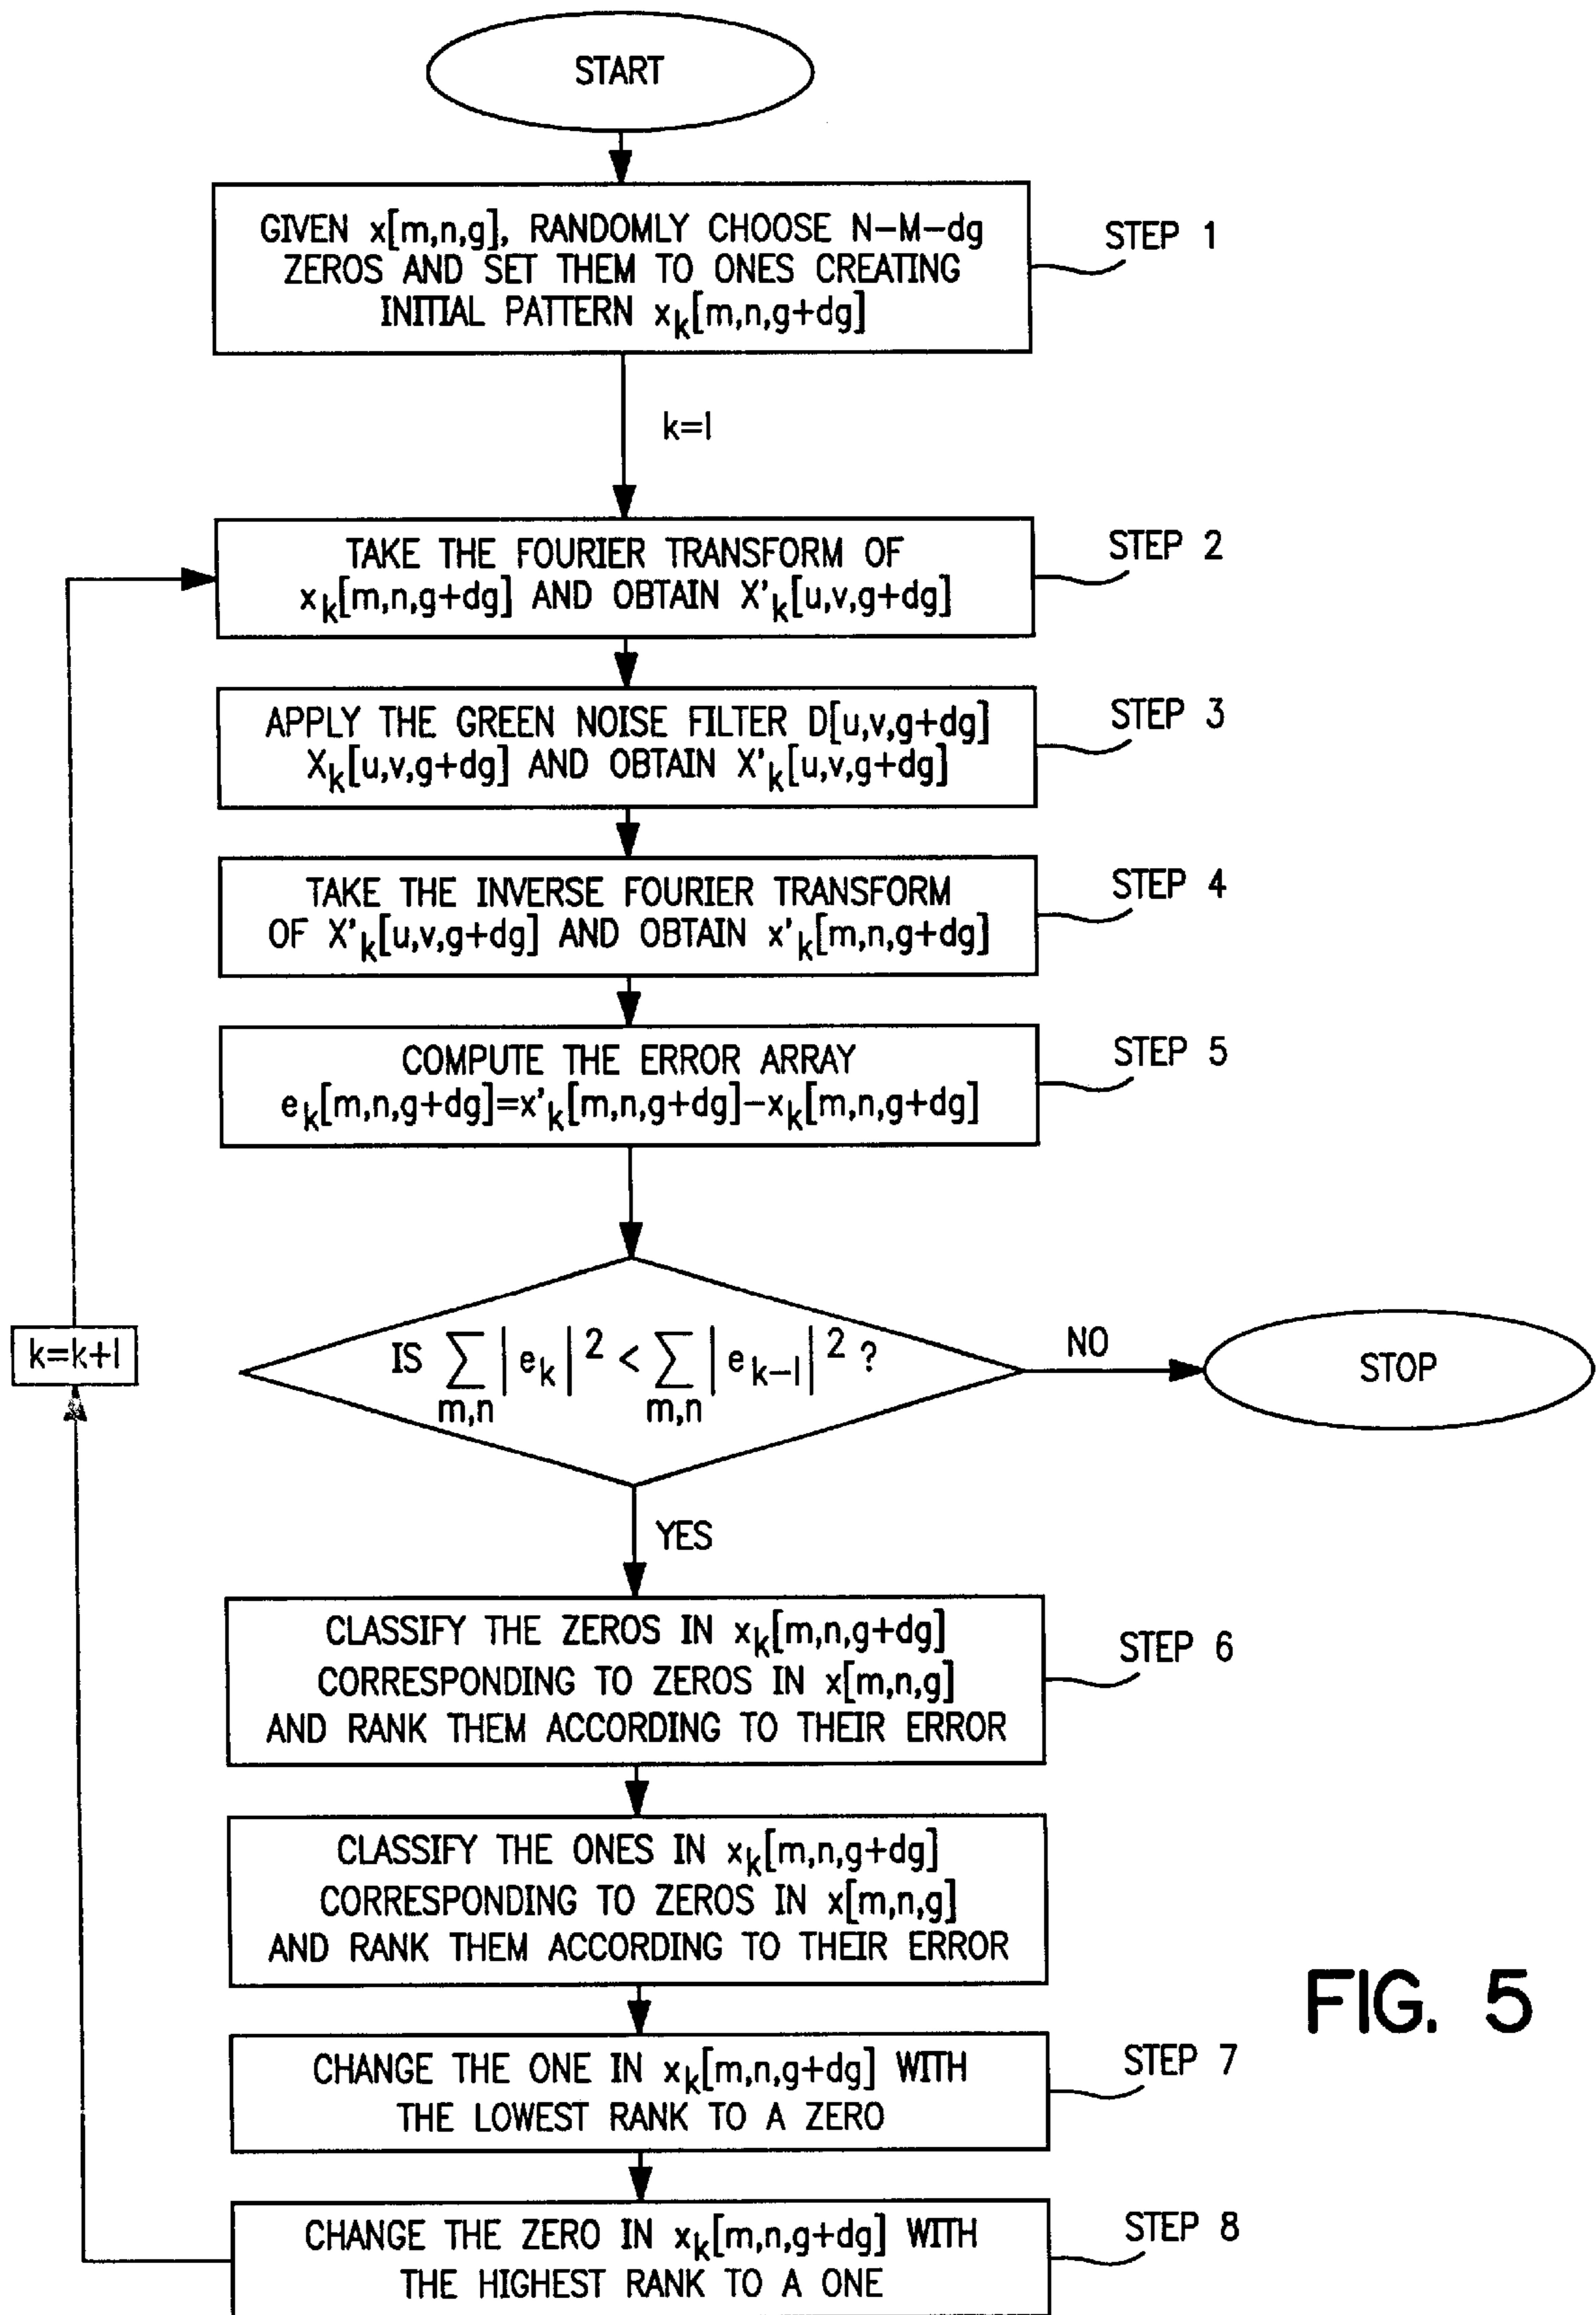 START
GIVEN x[m,n,g], RANDOMLY CHOOSE N-M-dg
ZEROS AND SET THEM TO ONES CREATING
INITIAL PATTERN xk[m,n,g+dg]
STEP 1
k=1
TAKE THE FOURIER TRANSFORM OF
xk[m,n,g+dg] AND OBTAIN X'k[u,v,g+dg]
STEP 2
APPLY THE GREEN NOISE FILTER D[u,v,g+dg]
Xk[u,v,g+dg] AND OBTAIN X'k[u,v,g+dg]
STEP 3
TAKE THE INVERSE FOURIER TRANSFORM
OF X'k[u,v,g+dg] AND OBTAIN x'k[m,n,g+dg]
STEP 4
COMPUTE THE ERROR ARRAY
ek[m,n,g+dg]=x'k[m,n,g+dg]-xk[m,n,g+dg]
STEP 5
IS ∑m,n |ek|2 < ∑m,n |ek-1|2 ?
NO
STOP
k=k+1
YES
CLASSIFY THE ZEROS IN xk[m,n,g+dg]
CORRESPONDING TO ZEROS IN x[m,n,g]
AND RANK THEM ACCORDING TO THEIR ERROR
STEP 6
CLASSIFY THE ONES IN xk[m,n,g+dg]
CORRESPONDING TO ZEROS IN x[m,n,g]
AND RANK THEM ACCORDING TO THEIR ERROR
CHANGE THE ONE IN xk[m,n,g+dg] WITH
THE LOWEST RANK TO A ZERO
STEP 7
CHANGE THE ZERO IN xk[m,n,g+dg] WITH
THE HIGHEST RANK TO A ONE
STEP 8
FIG. 5